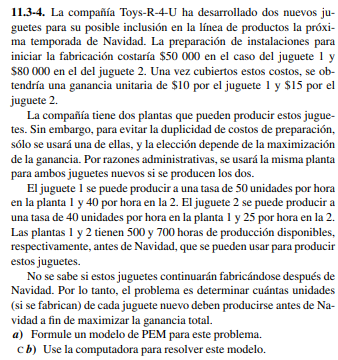 11.3-4. La compañía Toys-R-4-U ha desarrollado dos nuevos ju-
guetes para su posible inclusión en la línea de productos la próxi-
ma temporada de Navidad. La preparación de instalaciones para
iniciar la fabricación costaría $50 000 en el caso del juguete 1 y
$80 000 en el del juguete 2. Una vez cubiertos estos costos, se ob-
tendría una ganancia unitaria de $10 por el juguete 1 y $15 por el
juguete 2.
La compañía tiene dos plantas que pueden producir estos jugue-
tes. Sin embargo, para evitar la duplicidad de costos de preparación,
sólo se usará una de ellas, y la elección depende de la maximización
de la ganancia. Por razones administrativas, se usará la misma planta
para ambos juguetes nuevos si se producen los dos.
El juguete 1 se puede producir a una tasa de 50 unidades por hora
en la planta 1 y 40 por hora en la 2. El juguete 2 se puede producir a
una tasa de 40 unidades por hora en la planta 1 y 25 por hora en la 2.
Las plantas 1 y 2 tienen 500 y 700 horas de producción disponibles,
respectivamente, antes de Navidad, que se pueden usar para producir
estos juguetes.
No se sabe si estos juguetes continuarán fabricándose después de
Navidad. Por lo tanto, el problema es determinar cuántas unidades
(si se fabrican) de cada juguete nuevo deben producirse antes de Na-
vidad a fin de maximizar la ganancia total.
a) Formule un modelo de PEM para este problema.
C b) Use la computadora para resolver este modelo.